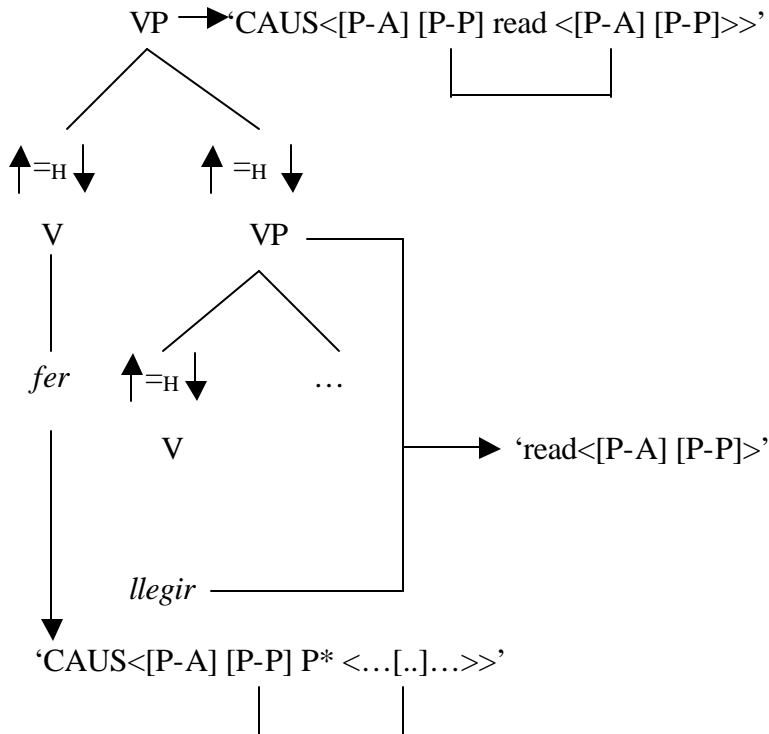 VP ‘CAUS<[P-A] [P-P] read <[P-A] [P-P]>>’
↑=H ↓ ↑ =H ↓
V VP
fer ↑=H ↓ …
V ‘read<[P-A] [P-P]>’
llegir
‘CAUS<[P-A] [P-P] P* <…[..]…>>’